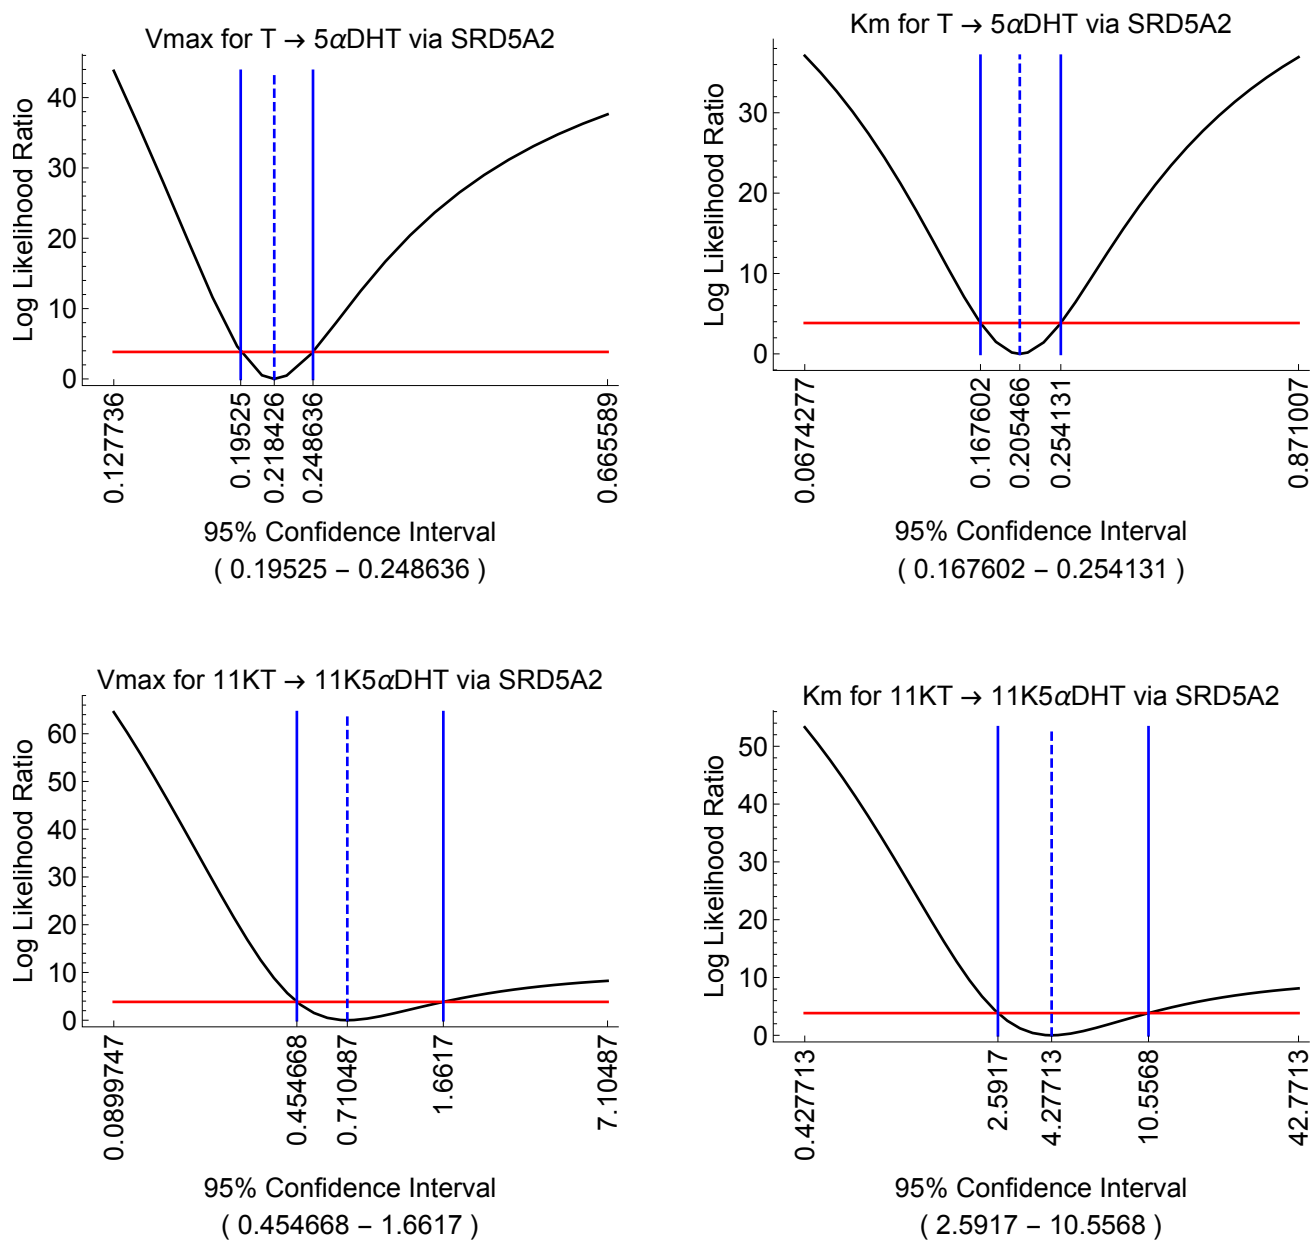 Vmax for T → 5αDHT via SRD5A2
Log Likelihood Ratio
40
30
20
10
0
0.127736
0.19525
0.218426
0.248636
0.665589
95% Confidence Interval
( 0.19525 – 0.248636 )
Km for T → 5αDHT via SRD5A2
Log Likelihood Ratio
30
20
10
0
0.0674277
0.167602
0.205466
0.254131
0.871007
95% Confidence Interval
( 0.167602 – 0.254131 )
Vmax for 11KT → 11K5αDHT via SRD5A2
Log Likelihood Ratio
60
50
40
30
20
10
0
0.0899747
0.454668
0.710487
1.6617
7.10487
95% Confidence Interval
( 0.454668 – 1.6617 )
Km for 11KT → 11K5αDHT via SRD5A2
Log Likelihood Ratio
50
40
30
20
10
0
0.427713
2.5917
4.27713
10.5568
42.7713
95% Confidence Interval
( 2.5917 – 10.5568 )